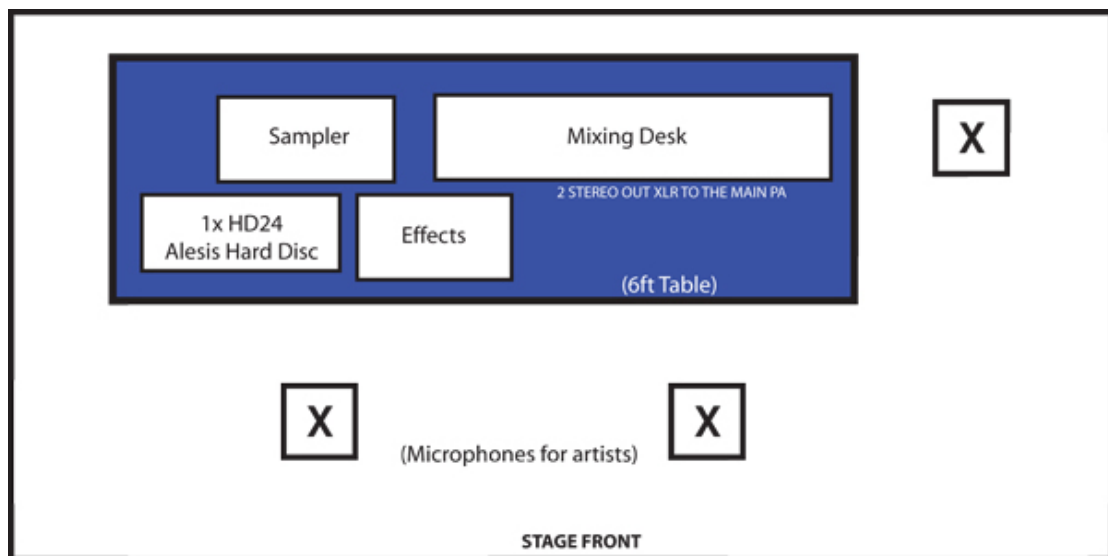 Sampler
Mixing Desk
X
2 STEREO OUT XLR TO THE MAIN PA
1x HD24
Alesis Hard Disc
Effects
(6ft Table)
X
X
(Microphones for artists)
STAGE FRONT